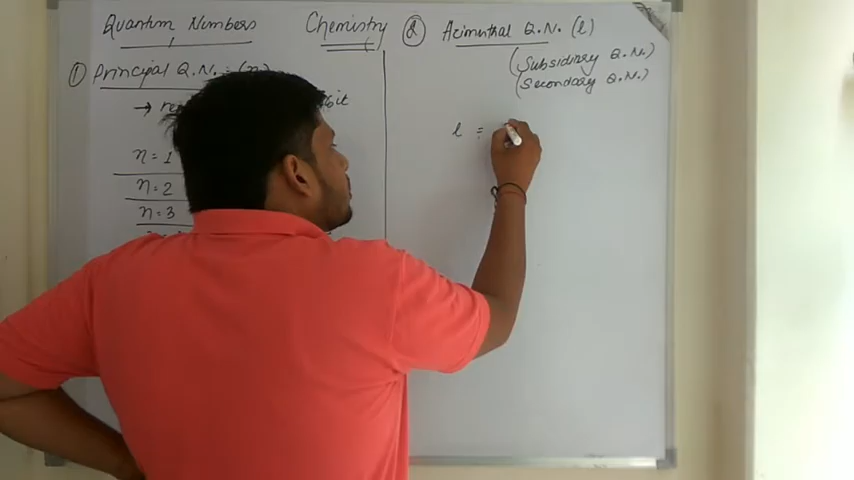 Quantum Numbers
Chemistry
① Principal Q.N. = (n)
→
n = 1
n = 2
n = 3
② Azimuthal Q.N. (l)
(Subsidiary Q.N.)
(Secondary Q.N.)
l =